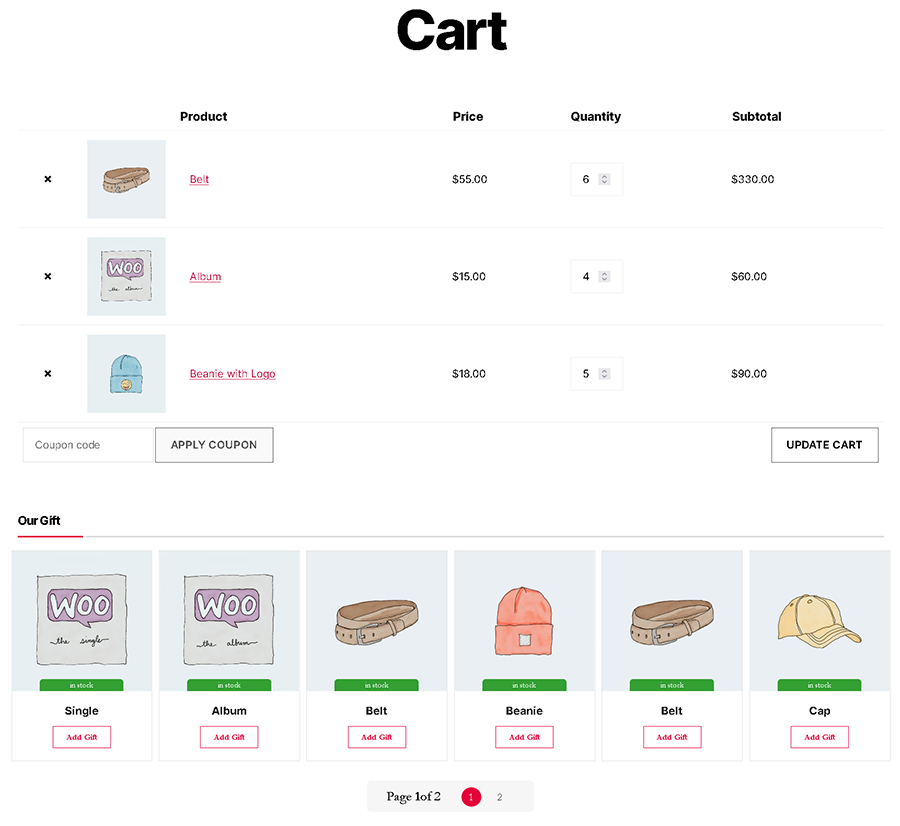 Cart
Product Price Quantity Subtotal
× Belt $55.00 6 $330.00
WOO
the album
× Album $15.00 4 $60.00
× Beanie with Logo $18.00 5 $90.00
Coupon code APPLY COUPON UPDATE CART
Our Gift
WOO WOO
the single the album
in stock in stock in stock in stock in stock in stock
Single Album Belt Beanie Belt Cap
Add Gift Add Gift Add Gift Add Gift Add Gift Add Gift
Page 1of 2 1 2